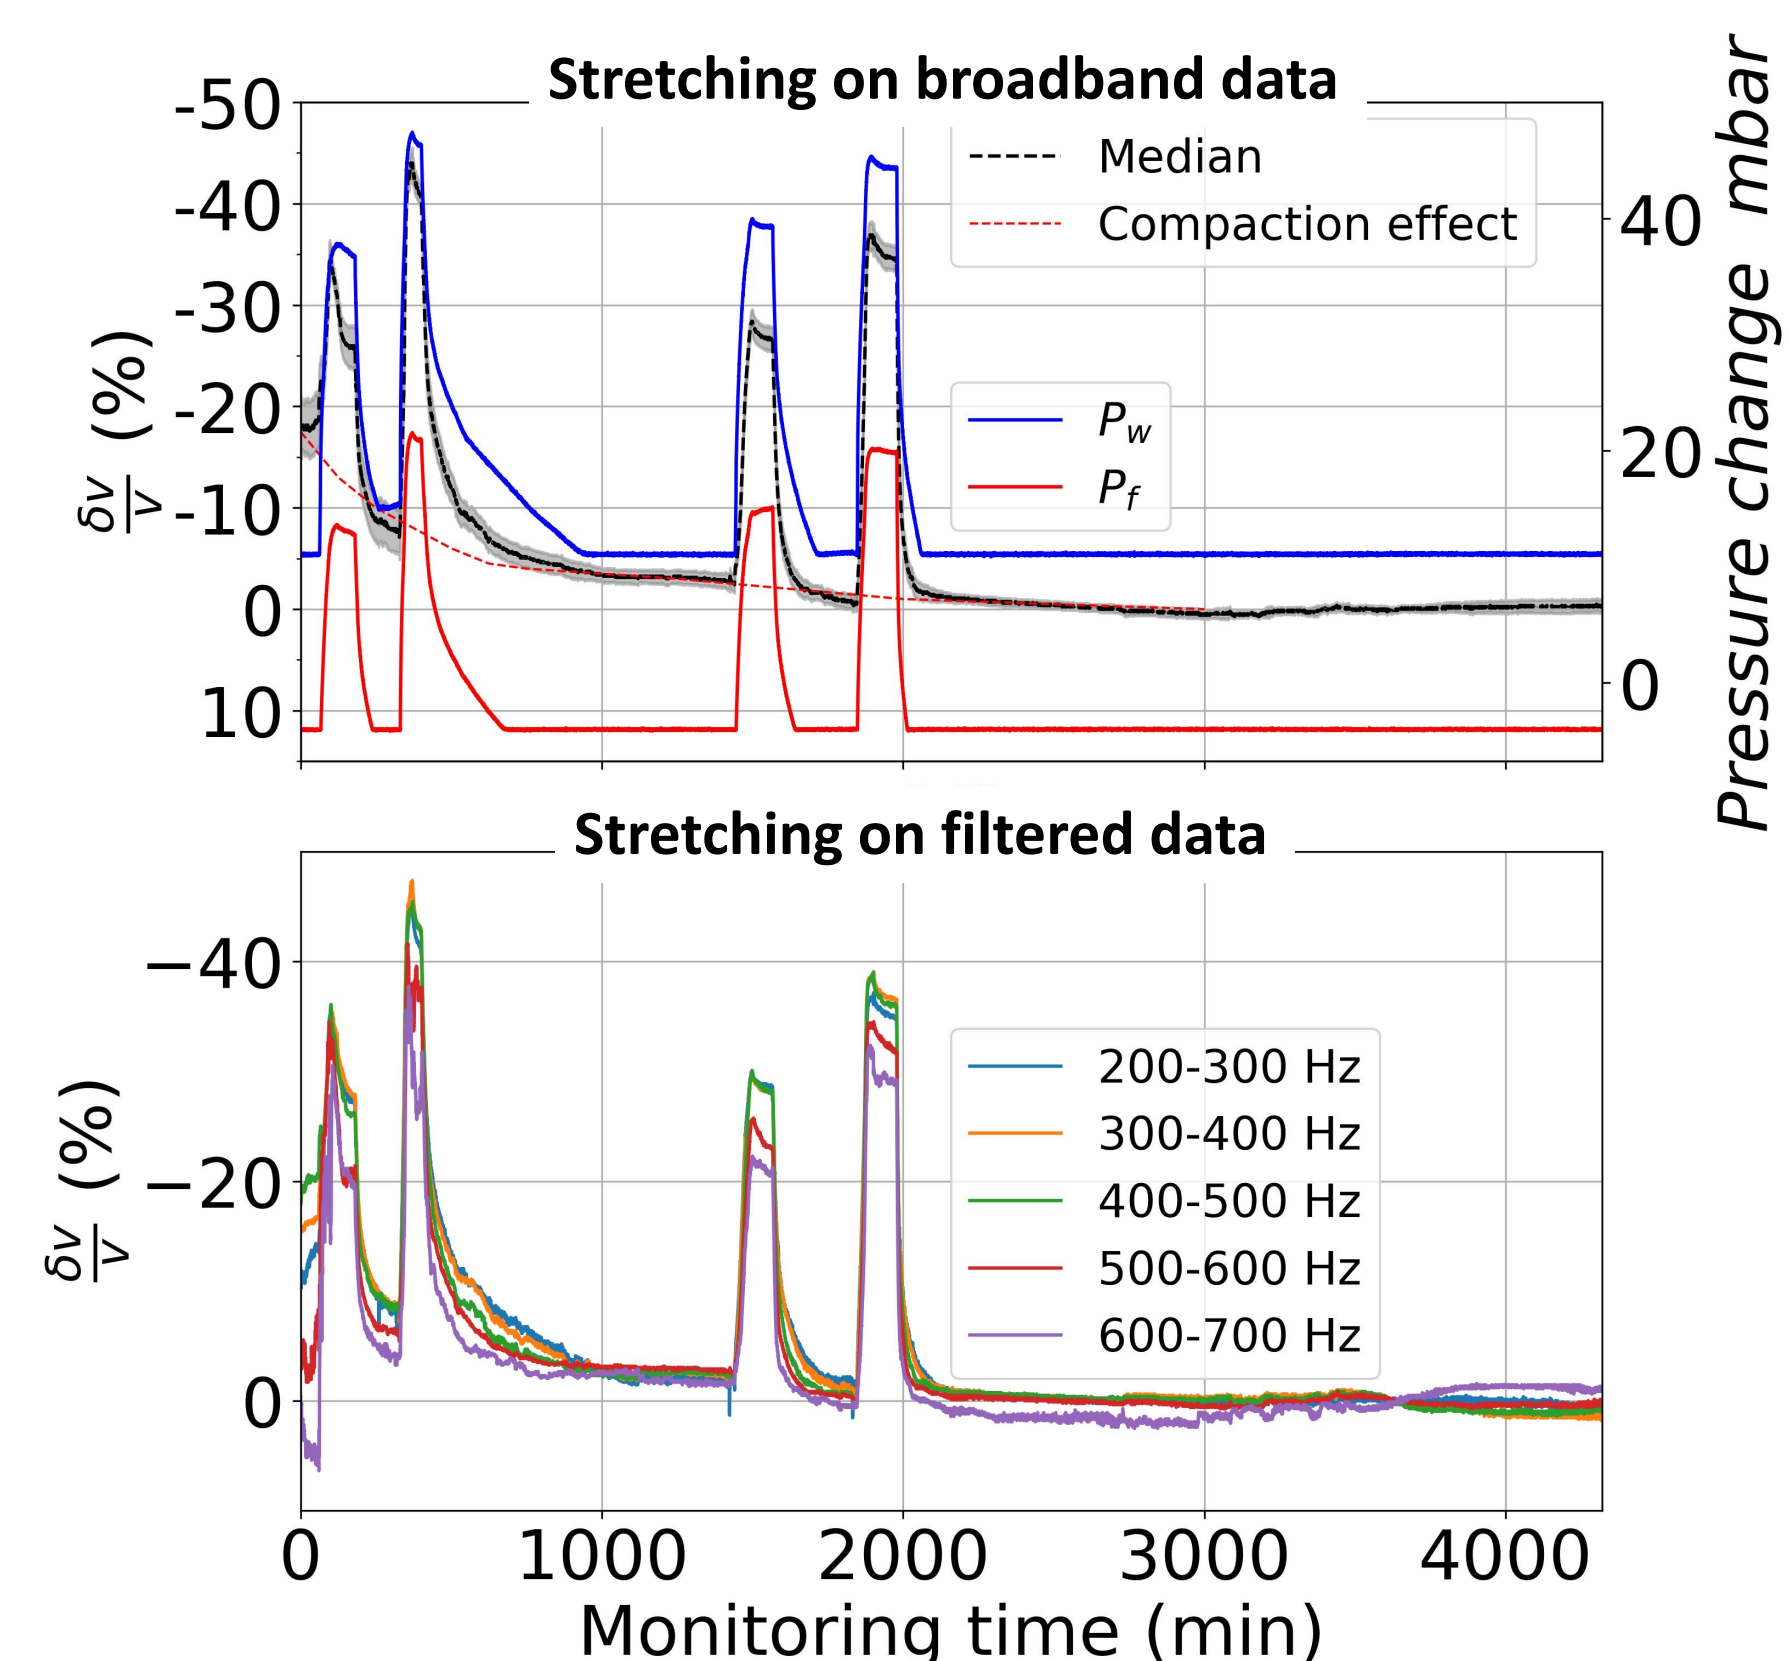 Stretching on broadband data
-50
-40
-30
-20
-10
0
10
δv
v
(%)
Median
Compaction effect
P_w
P_f
40
20
0
Pressure change mbar
Stretching on filtered data
−40
−20
0
δv
v
(%)
200-300 Hz
300-400 Hz
400-500 Hz
500-600 Hz
600-700 Hz
0 1000 2000 3000 4000
Monitoring time (min)